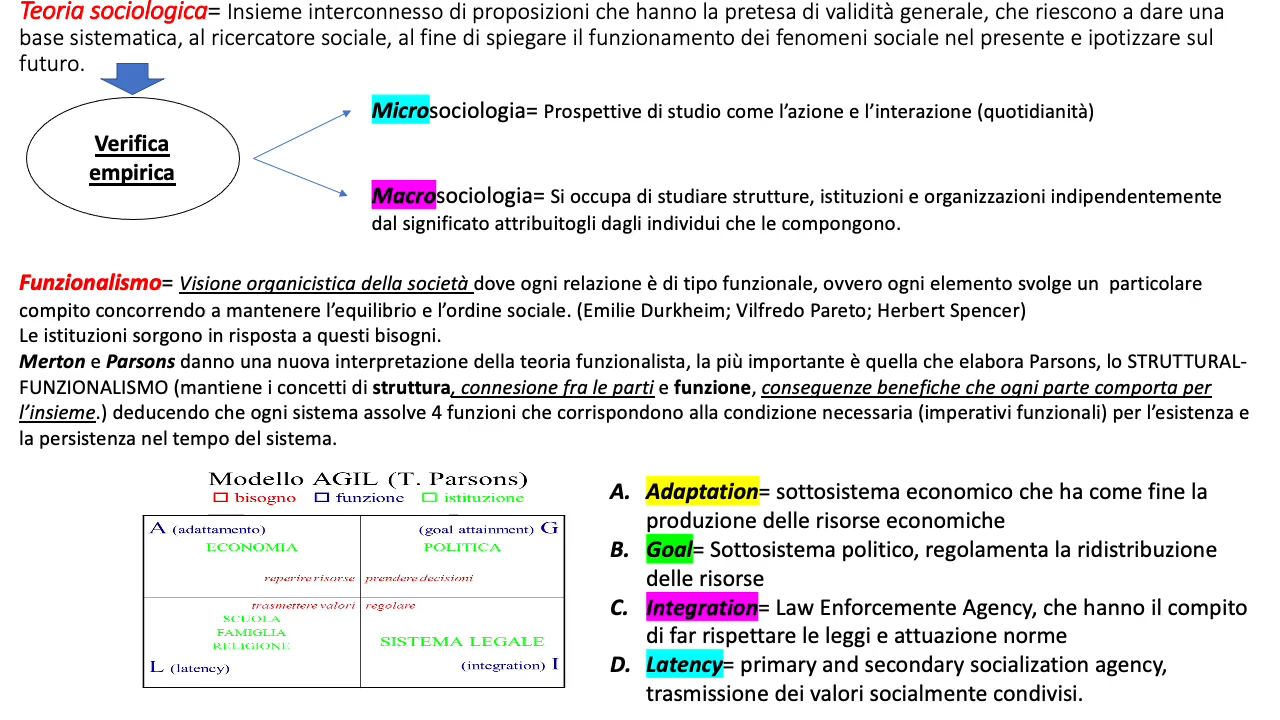 Teoria sociologica= Insieme interconnesso di proposizioni che hanno la pretesa di validità generale, che riescono a dare una
base sistematica, al ricercatore sociale, al fine di spiegare il funzionamento dei fenomeni sociale nel presente e ipotizzare sul
futuro.
Verifica
empirica
Microsociologia= Prospettive di studio come l’azione e l’interazione (quotidianità)
Macrosociologia= Si occupa di studiare strutture, istituzioni e organizzazioni indipendentemente
dal significato attribuitogli dagli individui che le compongono.
Funzionalismo= Visione organicistica della società dove ogni relazione è di tipo funzionale, ovvero ogni elemento svolge un particolare
compito concorrendo a mantenere l’equilibrio e l’ordine sociale. (Emilie Durkheim; Vilfredo Pareto; Herbert Spencer)
Le istituzioni sorgono in risposta a questi bisogni.
Merton e Parsons danno una nuova interpretazione della teoria funzionalista, la più importante è quella che elabora Parsons, lo STRUTTURAL-
FUNZIONALISMO (mantiene i concetti di struttura, connesione fra le parti e funzione, conseguenze benefiche che ogni parte comporta per
l’insieme.) deducendo che ogni sistema assolve 4 funzioni che corrispondono alla condizione necessaria (imperativi funzionali) per l’esistenza e
la persistenza nel tempo del sistema.
Modello AGIL (T. Parsons)
bisogno funzione istituzione
A (adattamento)
ECONOMIA
reperire risorse
(goal attainment) G
POLITICA
prendere decisioni
trasmettere valori
SCUOLA
FAMIGLIA
RELIGIONE
L (latency)
regolare
SISTEMA LEGALE
(integration) I
A. Adaptation= sottosistema economico che ha come fine la
produzione delle risorse economiche
B. Goal= Sottosistema politico, regolamenta la ridistribuzione
delle risorse
C. Integration= Law Enforcemente Agency, che hanno il compito
di far rispettare le leggi e attuazione norme
D. Latency= primary and secondary socialization agency,
trasmissione dei valori socialmente condivisi.